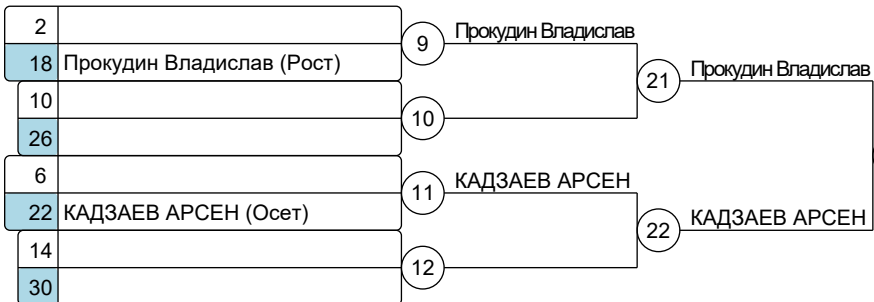 2
9 Прокудин Владислав
18 Прокудин Владислав (Рост)
21 Прокудин Владислав
10
10
26
6
11 КАДЗАЕВ АРСЕН
22 КАДЗАЕВ АРСЕН (Осет)
22 КАДЗАЕВ АРСЕН
14
12
30